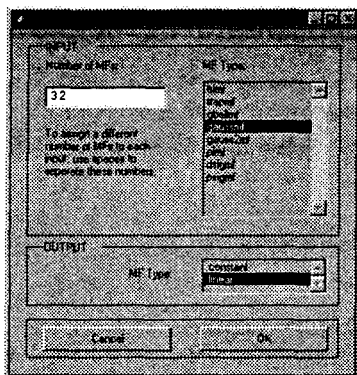 INPUT
Number of MFs:
3 2
To assign a different
number of MFs to each
input, use spaces to
separate these numbers.
MF Type:
trimf
trapmf
gbellmf
gaussmf
gauss2mf
pimf
dsigmf
psigmf
OUTPUT
MF Type:
constant
linear
Cancel
OK